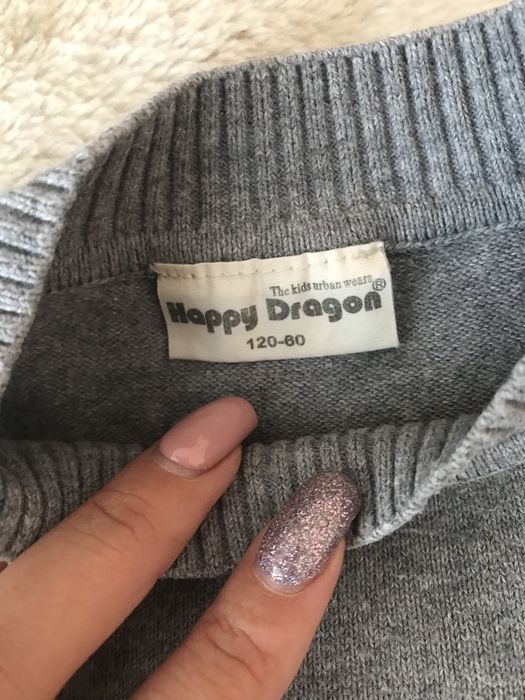 The kids urban wears
Happy Dragon®
120-60